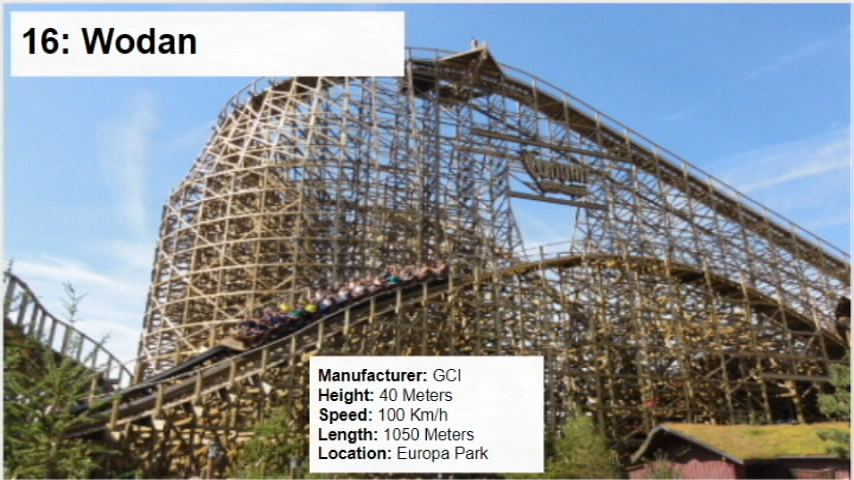 16: Wodan
Manufacturer: GCI
Height: 40 Meters
Speed: 100 Km/h
Length: 1050 Meters
Location: Europa Park